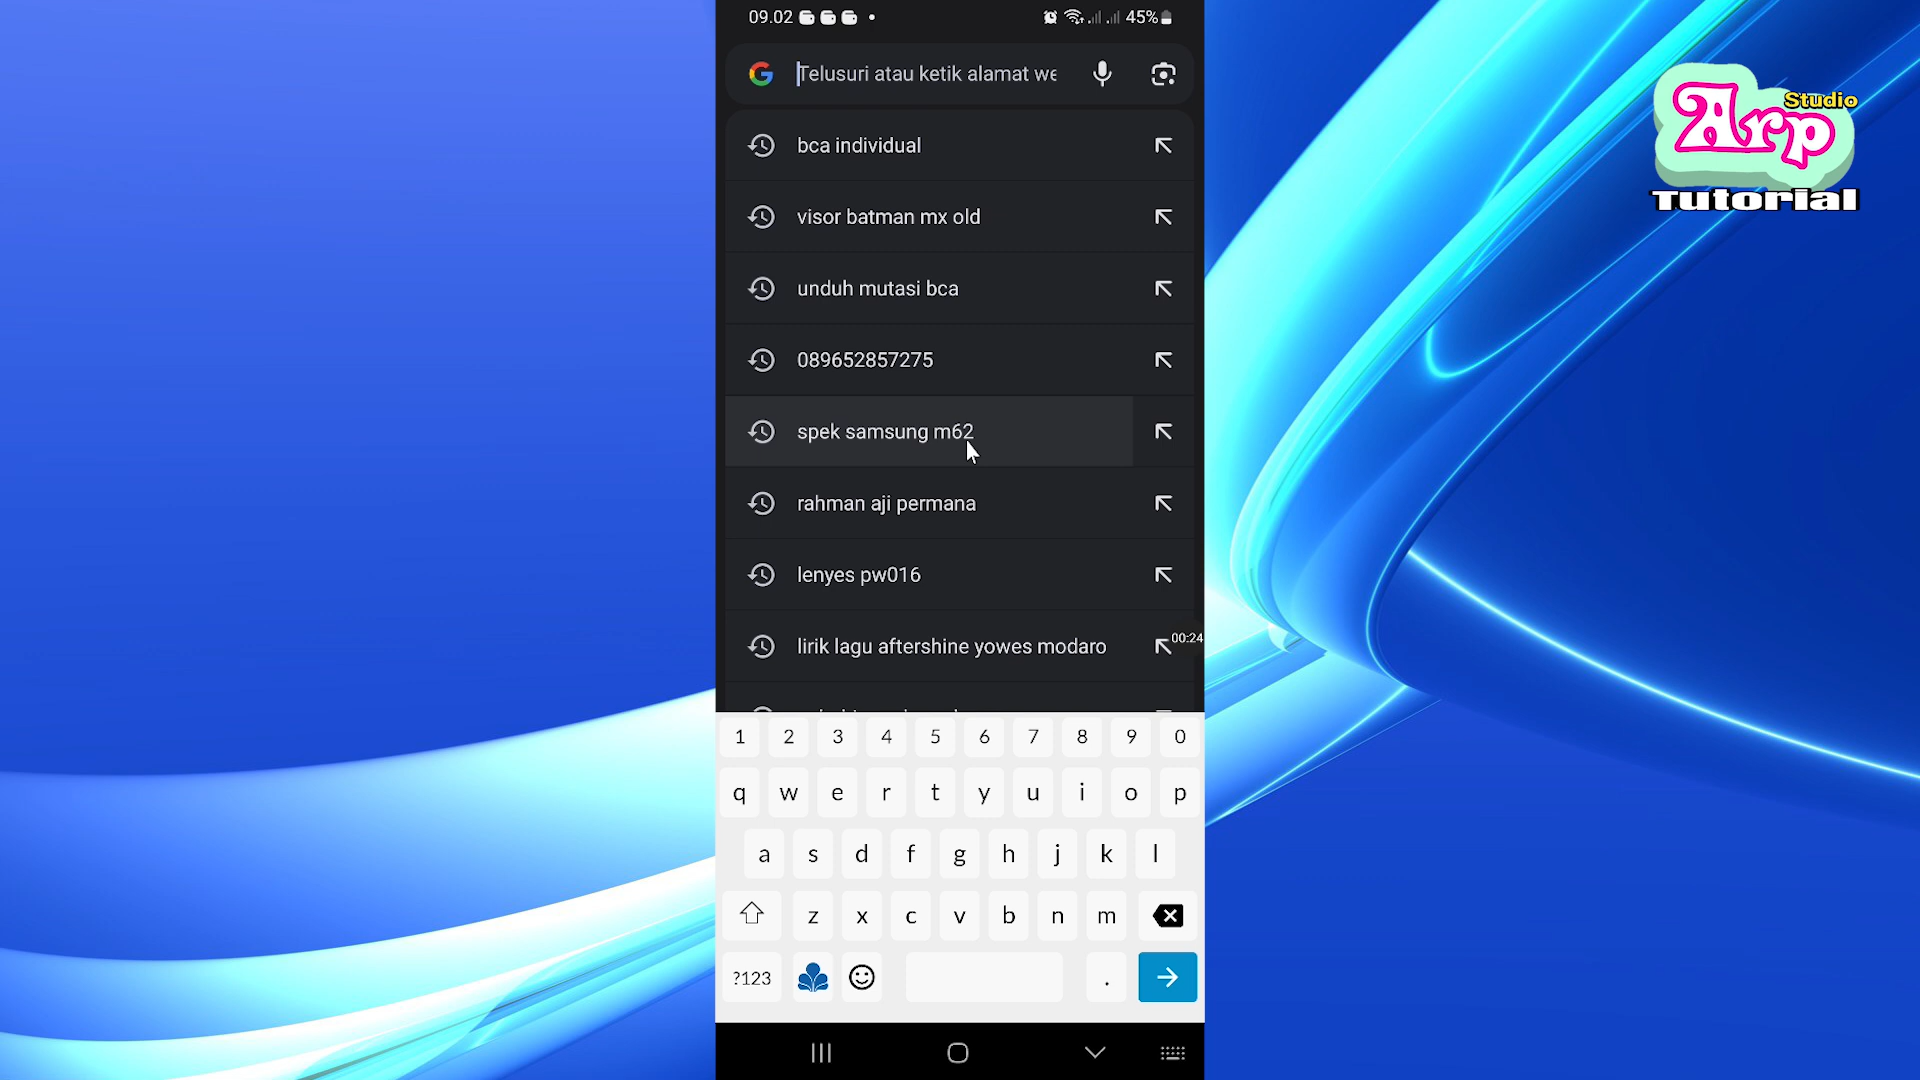 09.02
45%
Telusuri atau ketik alamat we
bca individual
visor batman mx old
unduh mutasi bca
089652857275
spek samsung m62
rahman aji permana
lenyes pw016
lirik lagu aftershine yowes modaro
00:24
1 2 3 4 5 6 7 8 9 0
q w e r t y u i o p
a s d f g h j k l
z x c v b n m
?123 .
Arp Studio
Tutorial